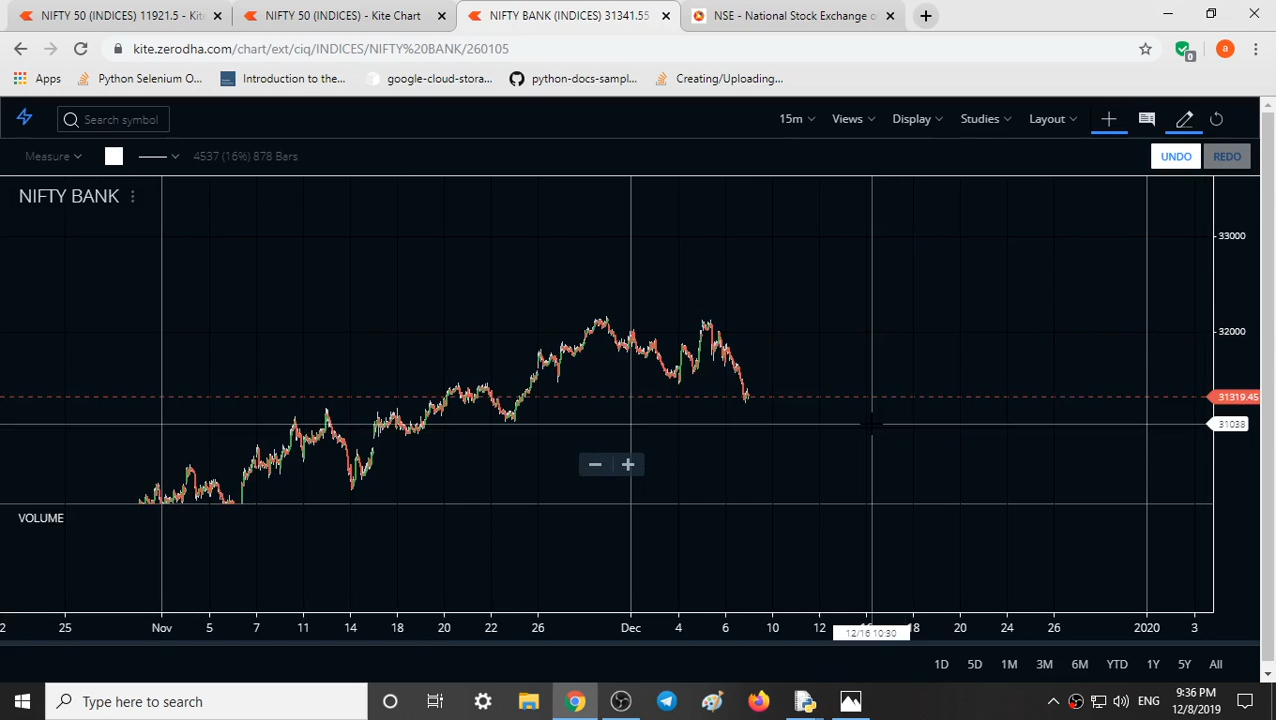 NIFTY 50 (INDICES) 11921.5 - Kite
NIFTY 50 (INDICES) - Kite Chart
NIFTY BANK (INDICES) 31341.55
NSE - National Stock Exchange o
kite.zerodha.com/chart/ext/ciq/INDICES/NIFTY%20BANK/260105
0
a
Apps
Python Selenium O...
Introduction to the...
google-cloud-stora...
python-docs-sampl...
Creating/Uploading...
Search symbol
15m
Views
Display
Studies
Layout
Measure
4537 (16%) 878 Bars
UNDO
REDO
NIFTY BANK
33000
32000
31319.45
31038
VOLUME
2 25 Nov 5 7 11 14 18 20 22 26 Dec 4 6 10 12 18 20 24 26 2020 3
12/16 10:30
1D 5D 1M 3M 6M YTD 1Y 5Y All
Type here to search
ENG
9:36 PM
12/8/2019